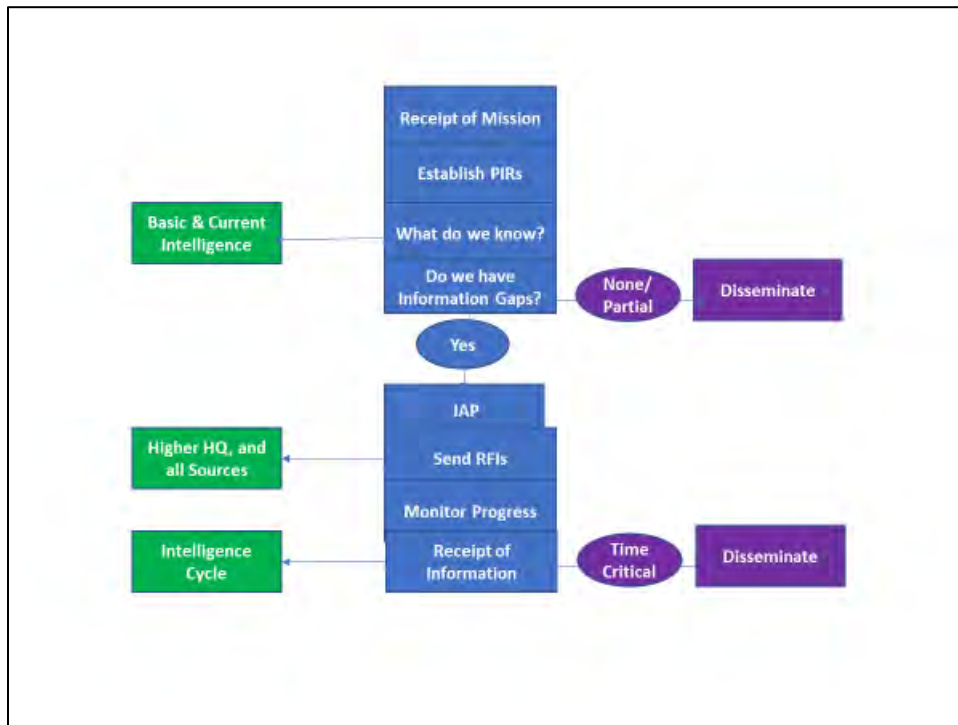 Receipt of Mission
Establish PIRs
Basic & Current
Intelligence
What do we know?
Do we have
Information Gaps?
None/
Partial
Disseminate
Yes
IAP
Higher HQ, and
all Sources
Send RFIs
Monitor Progress
Intelligence
Cycle
Receipt of
Information
Time
Critical
Disseminate